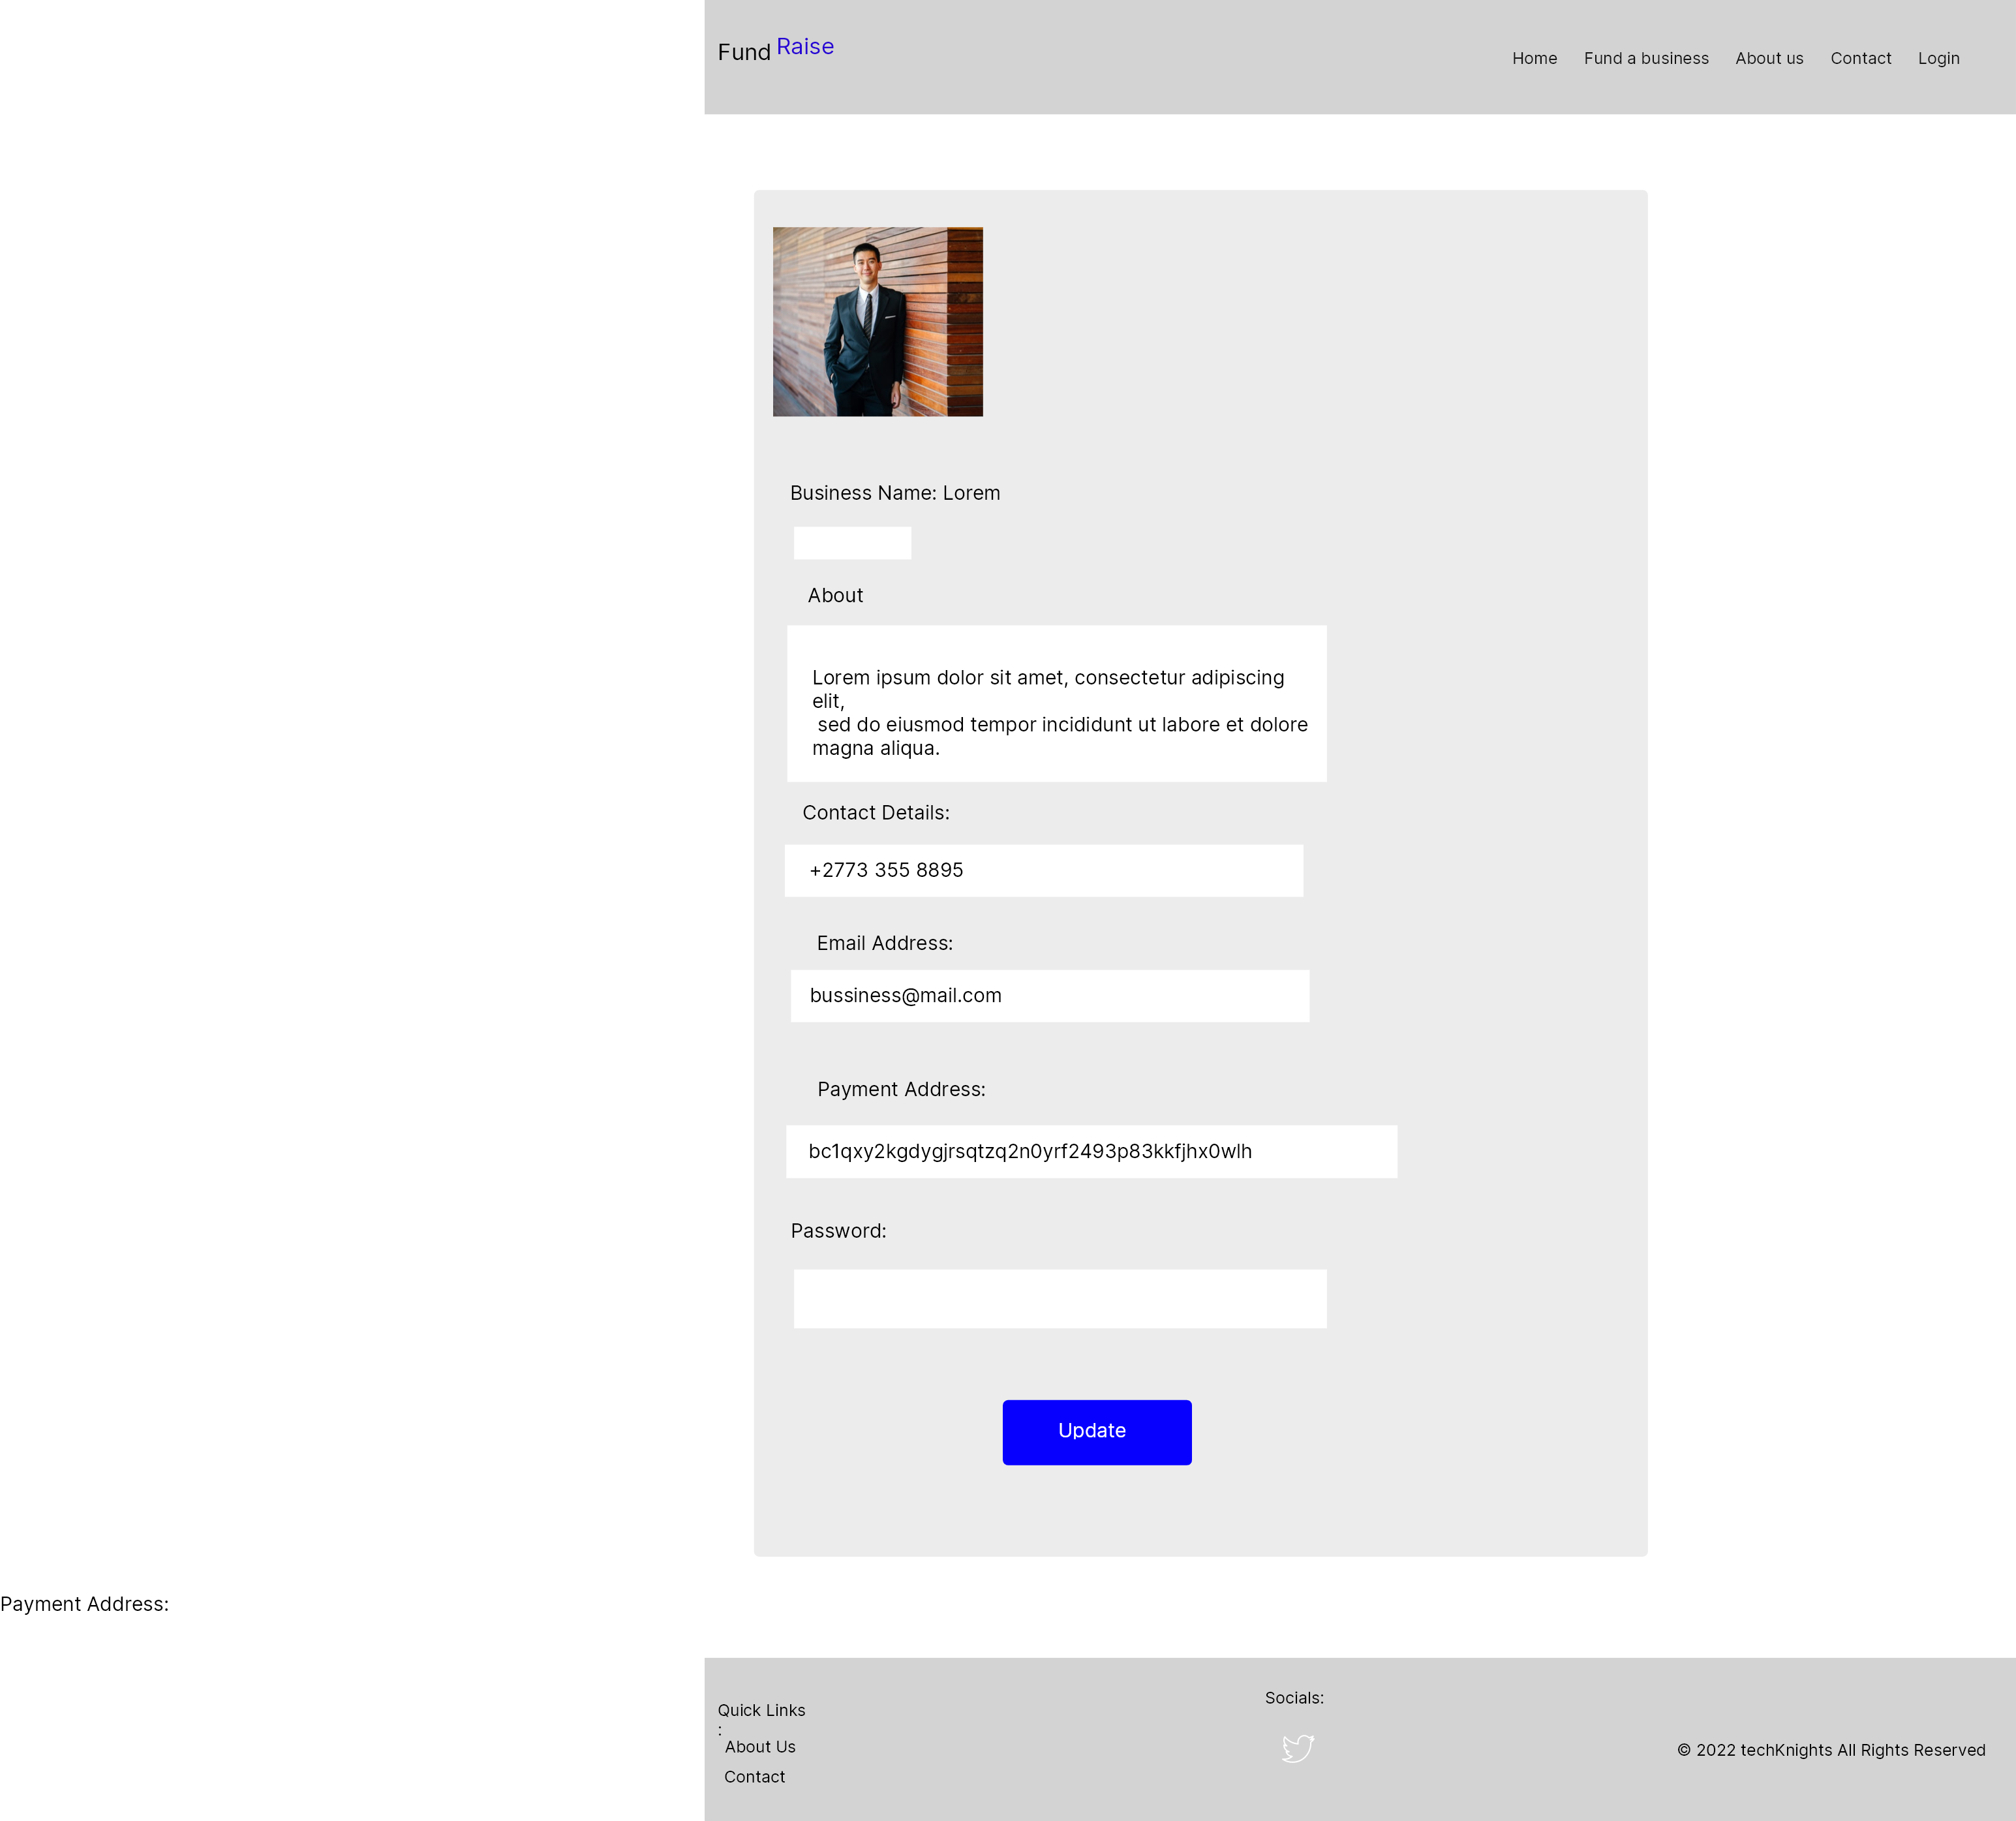 Fund Raise
Home Fund a business About us Contact Login
Business Name: Lorem
About
Lorem ipsum dolor sit amet, consectetur adipiscing
elit,
sed do eiusmod tempor incididunt ut labore et dolore
magna aliqua.
Contact Details:
+2773 355 8895
Email Address:
bussiness@mail.com
Payment Address:
bc1qxy2kgdygjrsqtzq2n0yrf2493p83kkfjhx0wlh
Password:
Update
Payment Address:
Quick Links
:
About Us
Contact
Socials:
© 2022 techKnights All Rights Reserved